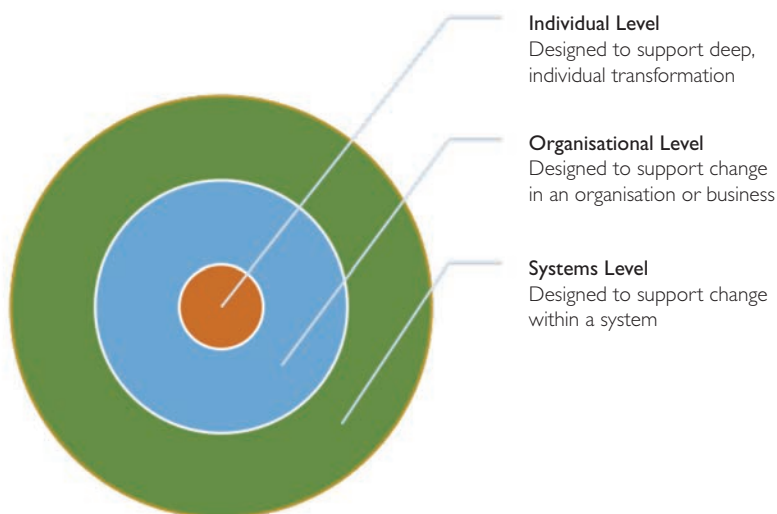 Individual Level
Designed to support deep,
individual transformation
Organisational Level
Designed to support change
in an organisation or business
Systems Level
Designed to support change
within a system